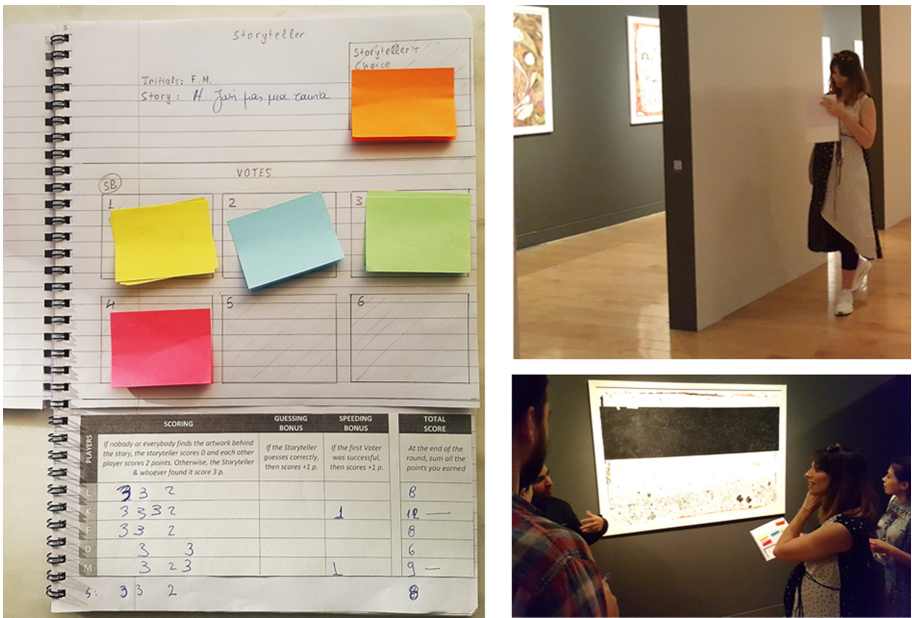 Storyteller
Storyteller's
Choice
Initials: F.M.
Story: A
VOTES
SB
1
2
3
4
5
6
PLAYERS
SCORING
GUESSING
BONUS
SPEEDING
BONUS
TOTAL
SCORE
If nobody or everybody finds the artwork behind
the story, the storyteller scores 0 and each other
player scores 2 points. Otherwise, the Storyteller
& whoever found it score 3 p.
If the Storyteller
guesses correctly,
then scores +1 p.
If the first Voter
was successful,
then scores +1 p.
At the end of the
round, sum all the
points you earned
L 3 3 2 8
K 3 3 3 2 1 12
F 3 3 2 8
D 3 3 6
M 3 2 3 1 9
S: 3 3 2 8